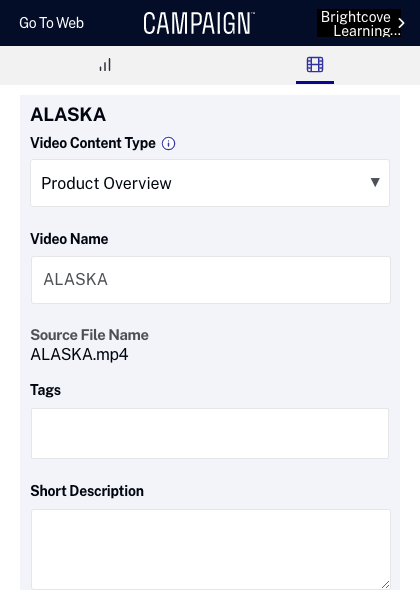 Go To Web
CAMPAIGN™
Brightcove
Learning...
ALASKA
Video Content Type
Product Overview
Video Name
ALASKA
Source File Name
ALASKA.mp4
Tags
Short Description